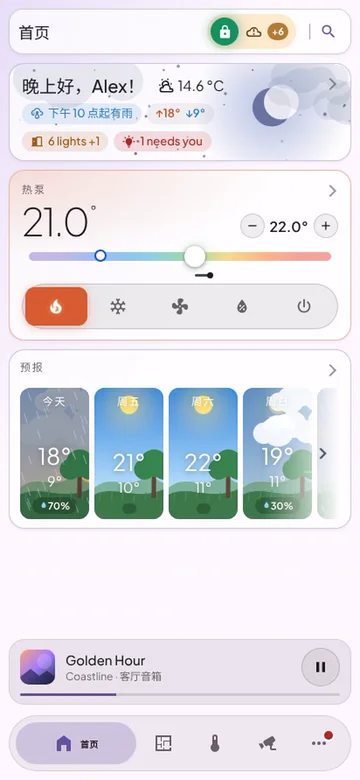 首页
+6
晚上好，Alex！ 14.6 °C
下午 10 点起有雨 ↑18° ↓9°
6 lights +1 1 needs you
热泵
21.0°
− 22.0° +
预报
今天 周五 周六 周日
18° 21° 22° 19°
9° 10° 11° 11°
70% 30%
Golden Hour
Coastline · 客厅音箱
首页